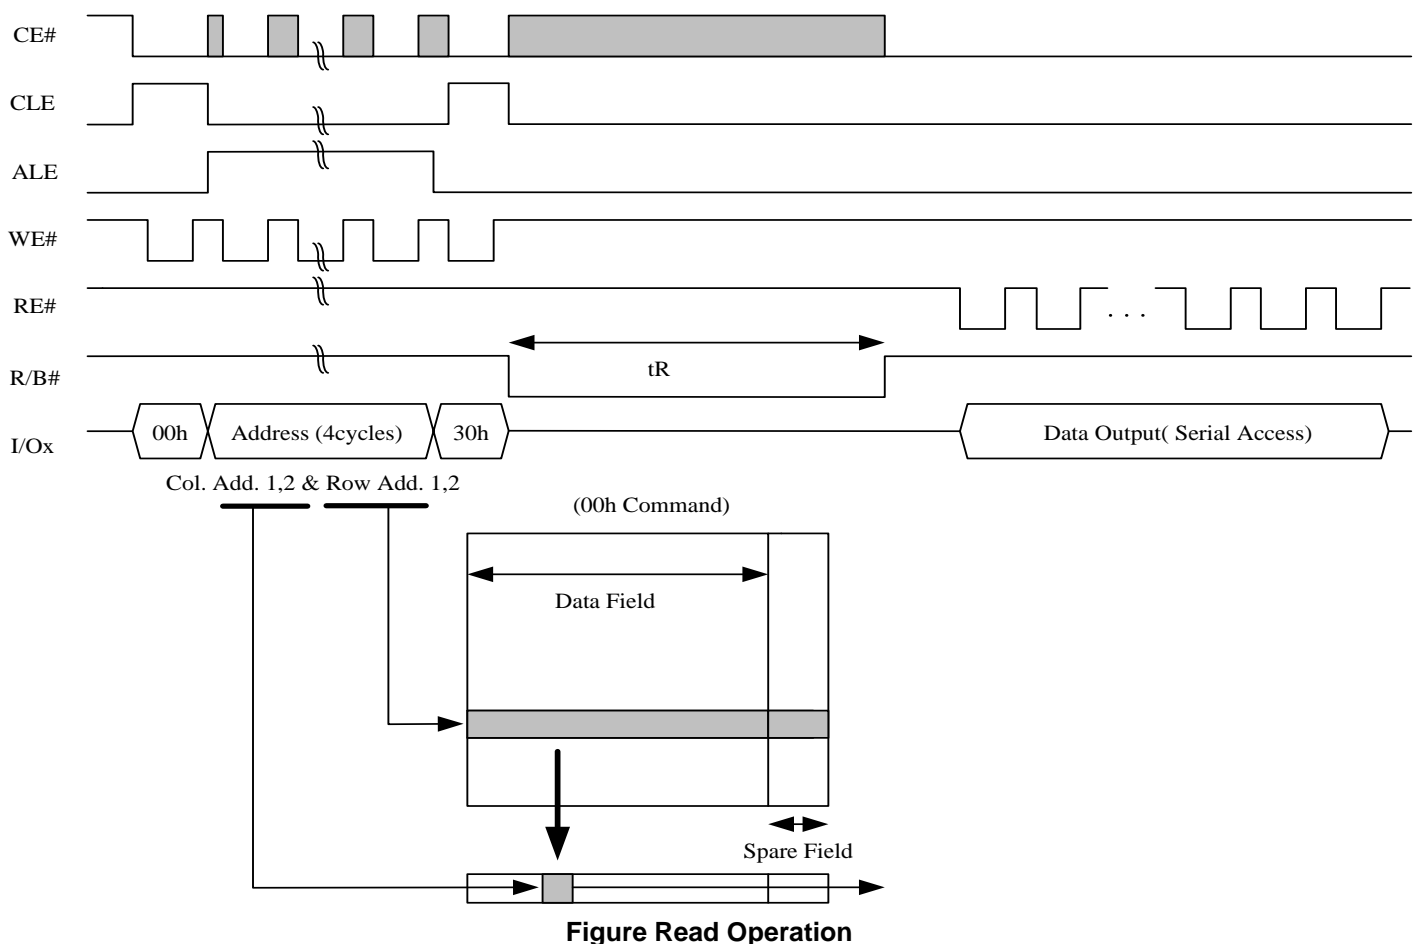 CE#
CLE
ALE
WE#
RE#
. . .
R/B#
tR
I/Ox
00h
Address (4cycles)
30h
Data Output( Serial Access)
Col. Add. 1,2 & Row Add. 1,2
(00h Command)
Data Field
Spare Field
Figure Read Operation